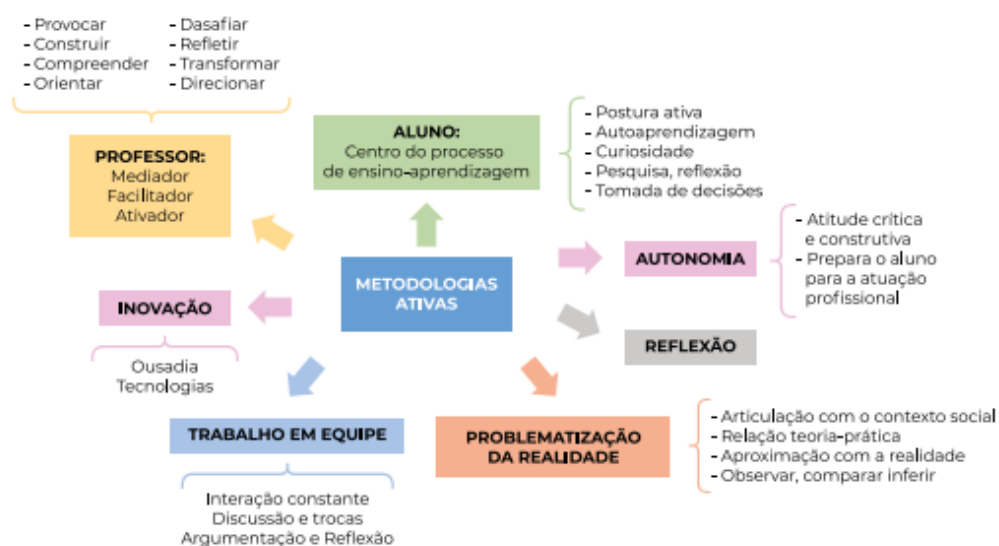 - Provocar
- Construir
- Compreender
- Orientar
- Dasafiar
- Refletir
- Transformar
- Direcionar
PROFESSOR:
Mediador
Facilitador
Ativador
ALUNO:
Centro do processo
de ensino-aprendizagem
- Postura ativa
- Autoaprendizagem
- Curiosidade
- Pesquisa, reflexão
- Tomada de decisões
METODOLOGIAS
ATIVAS
AUTONOMIA
- Atitude crítica
e construtiva
- Prepara o aluno
para a atuação
profissional
INOVAÇÃO
Ousadia
Tecnologias
REFLEXÃO
TRABALHO EM EQUIPE
Interação constante
Discussão e trocas
Argumentação e Reflexão
PROBLEMATIZAÇÃO
DA REALIDADE
- Articulação com o contexto social
- Relação teoria-prática
- Aproximação com a realidade
- Observar, comparar inferir